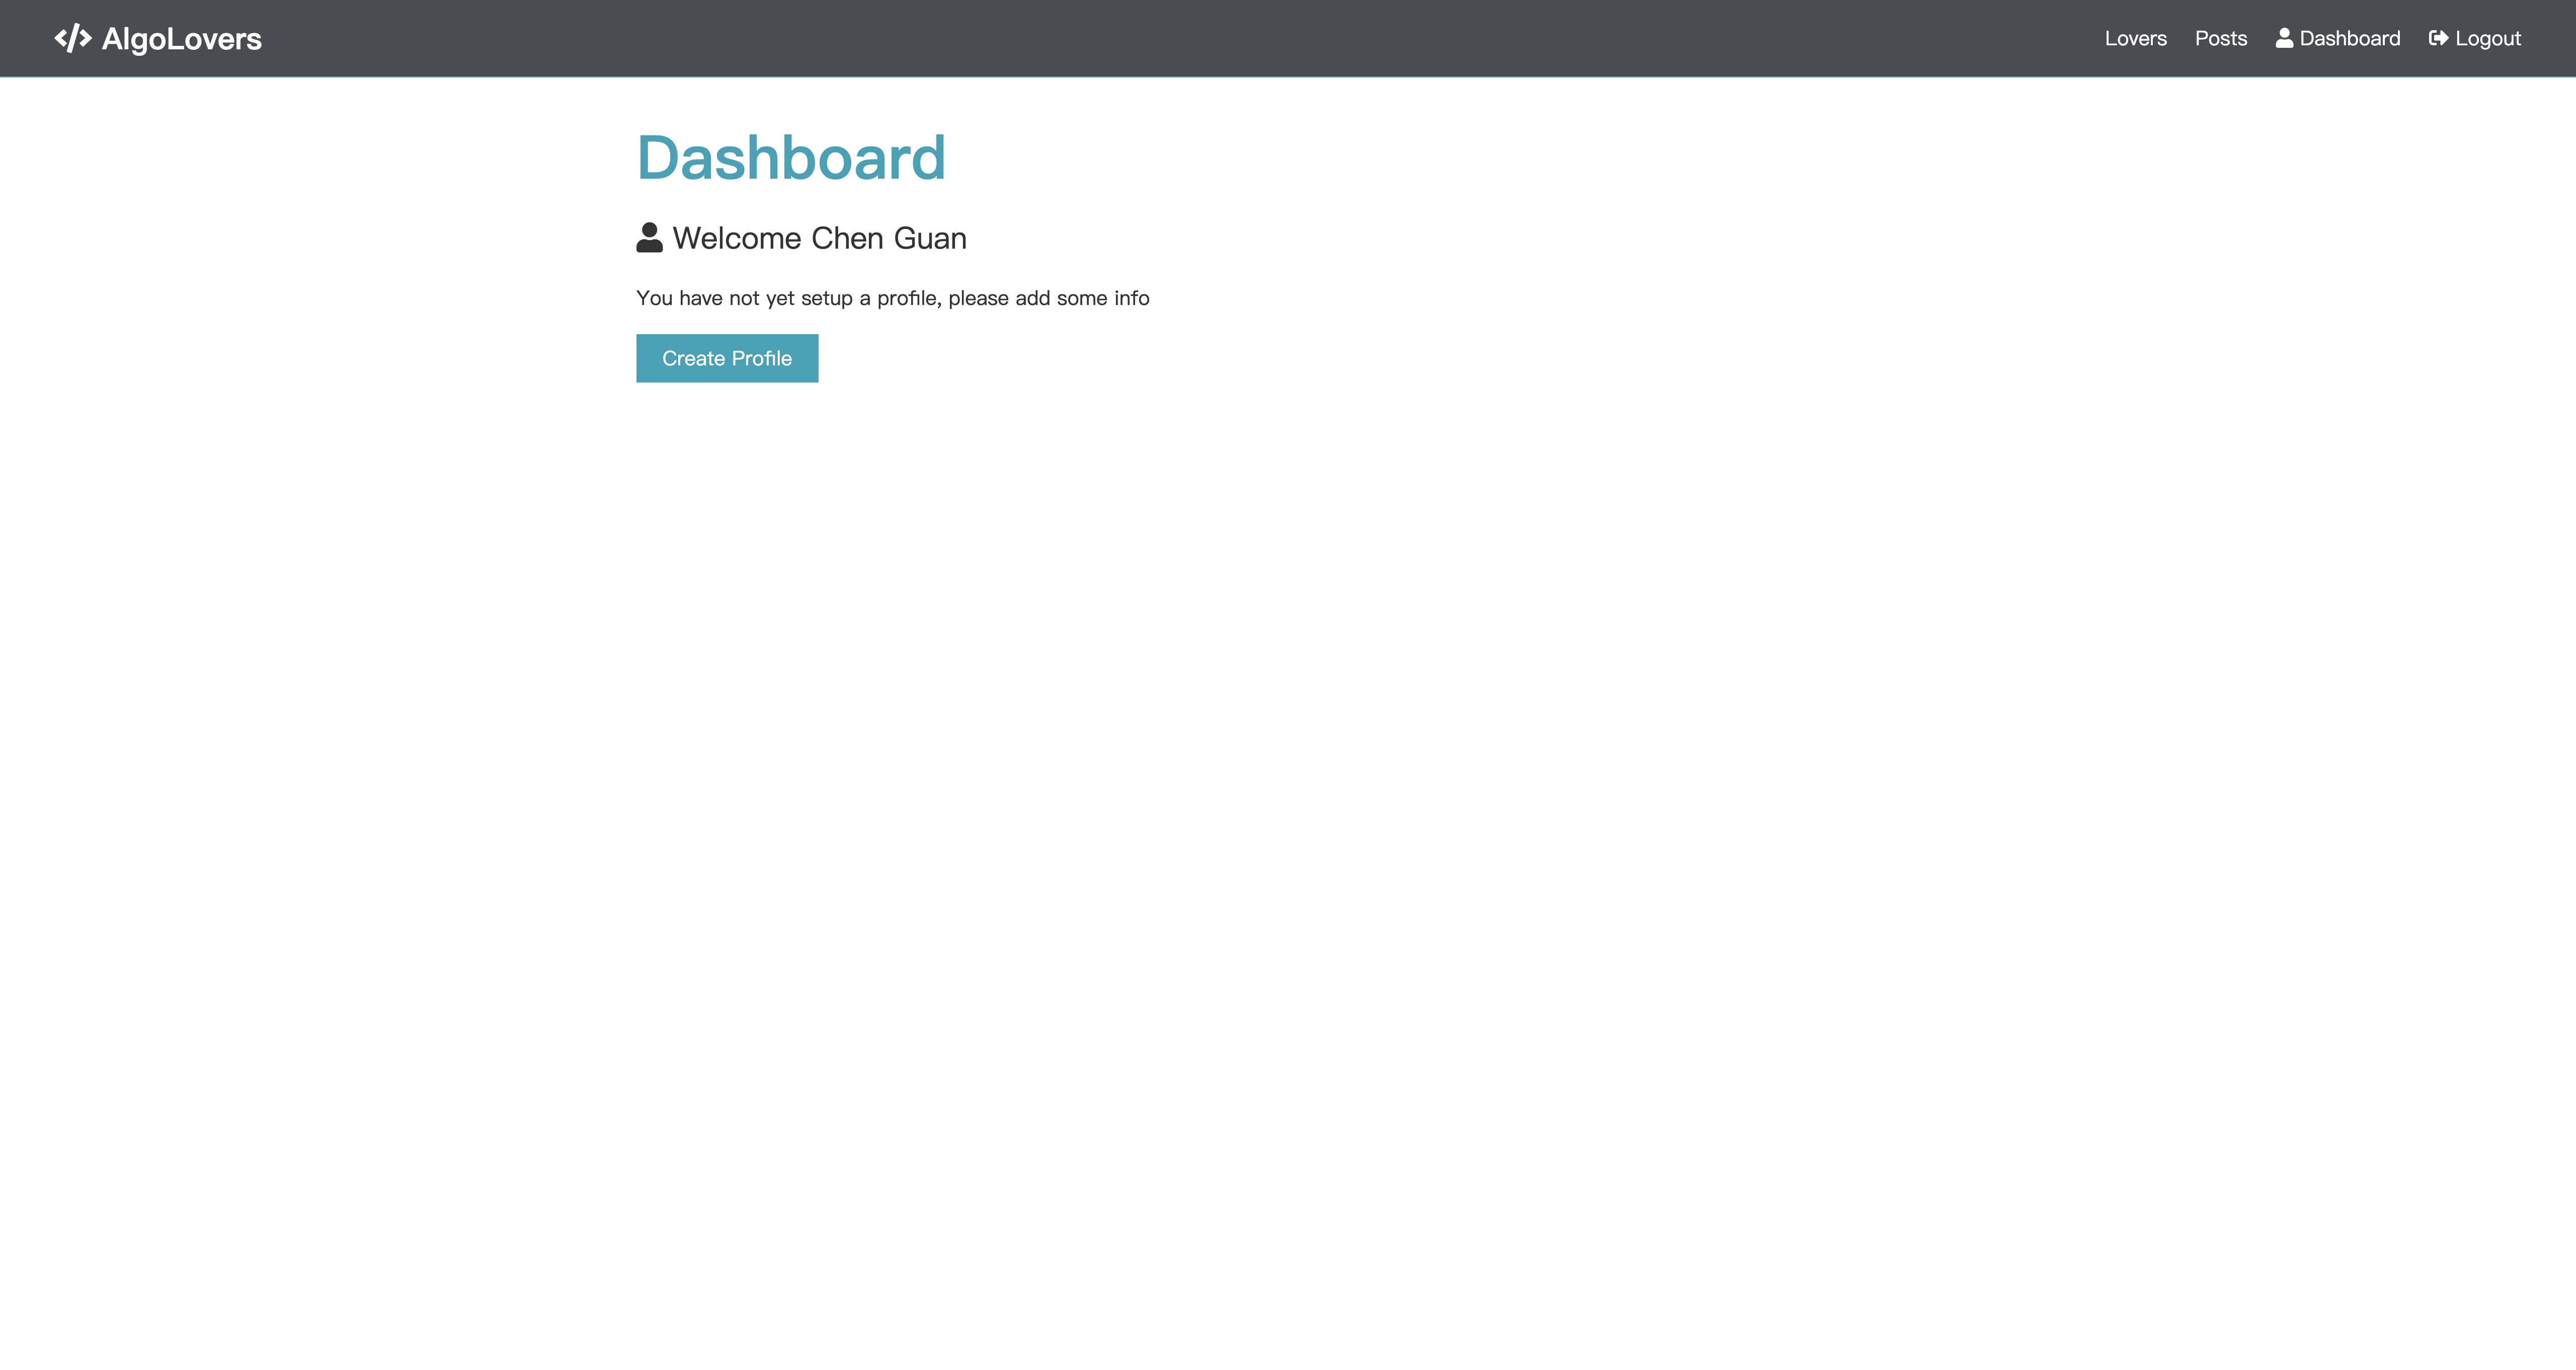 AlgoLovers
Lovers Posts Dashboard Logout
Dashboard
Welcome Chen Guan
You have not yet setup a profile, please add some info
Create Profile